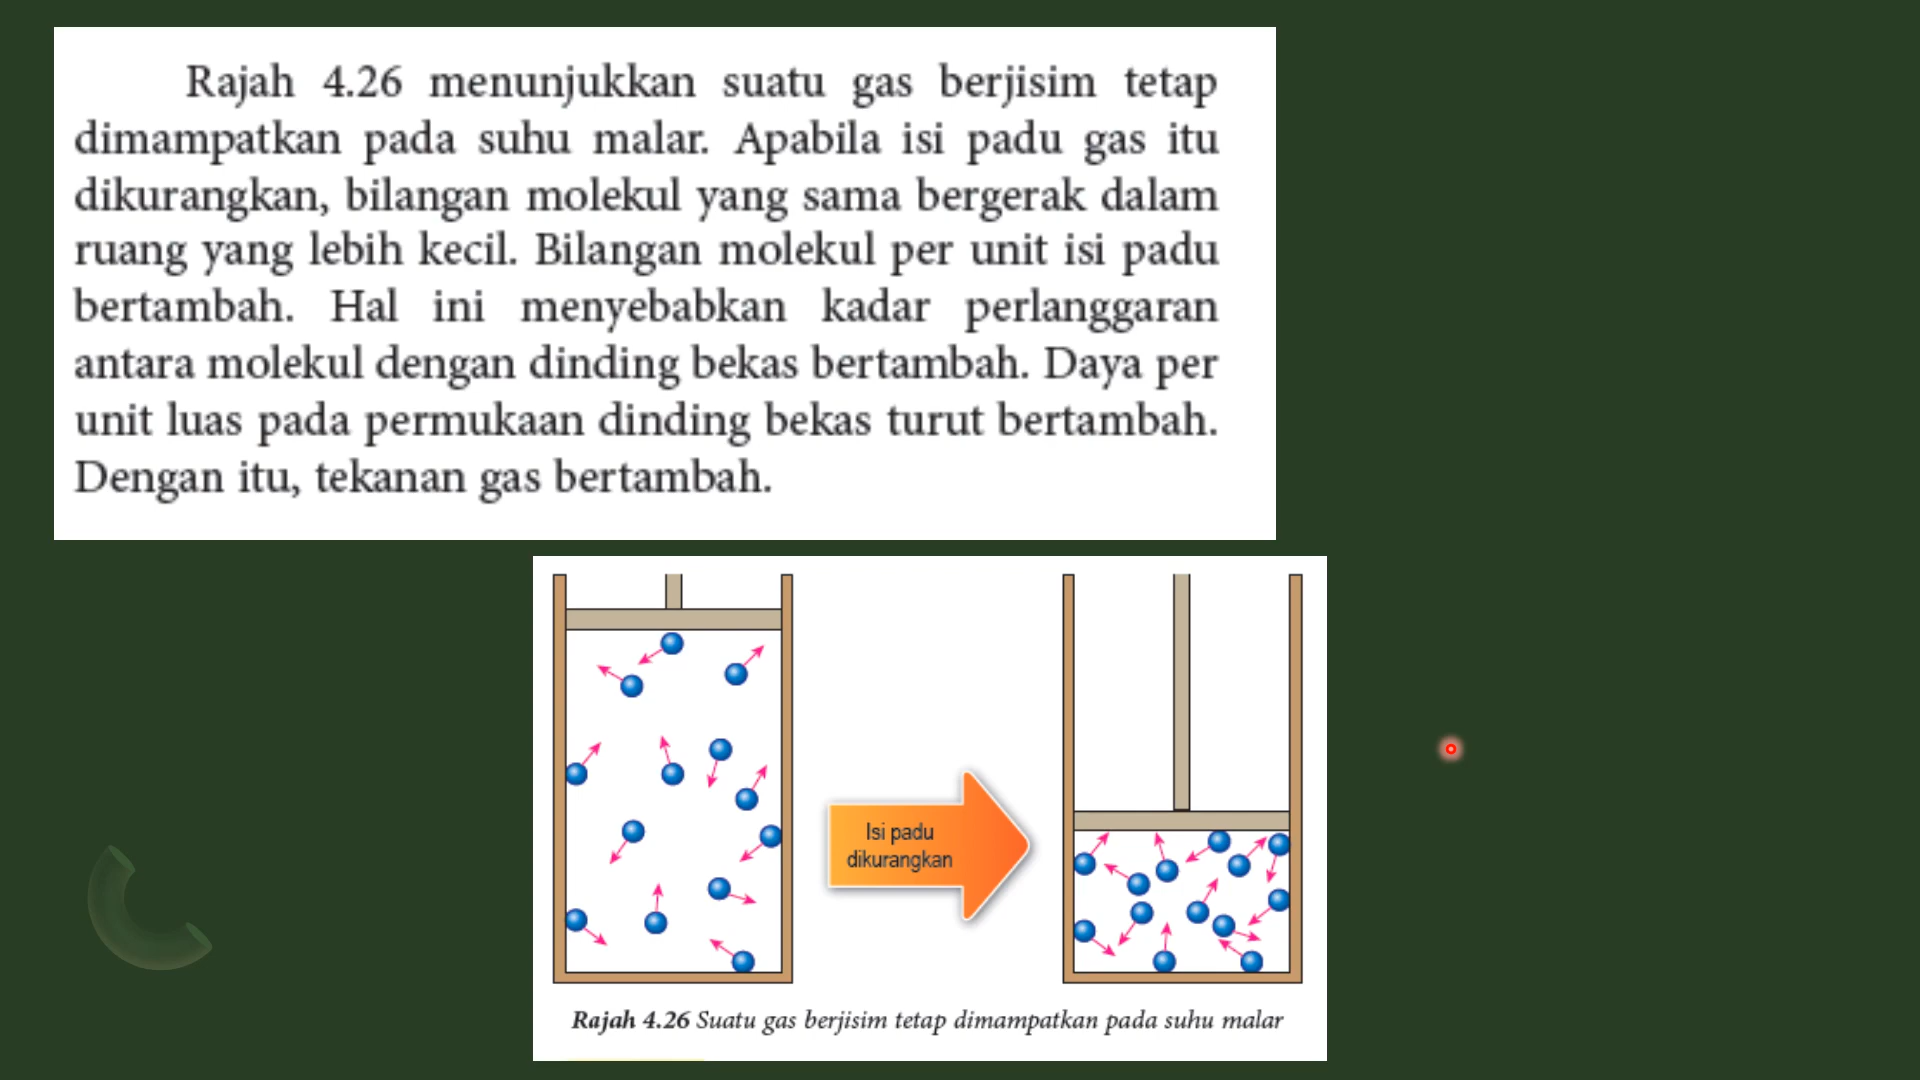 Rajah 4.26 menunjukkan suatu gas berjisim tetap
dimampatkan pada suhu malar. Apabila isi padu gas itu
dikurangkan, bilangan molekul yang sama bergerak dalam
ruang yang lebih kecil. Bilangan molekul per unit isi padu
bertambah. Hal ini menyebabkan kadar perlanggaran
antara molekul dengan dinding bekas bertambah. Daya per
unit luas pada permukaan dinding bekas turut bertambah.
Dengan itu, tekanan gas bertambah.
Isi padu
dikurangkan
Rajah 4.26 Suatu gas berjisim tetap dimampatkan pada suhu malar